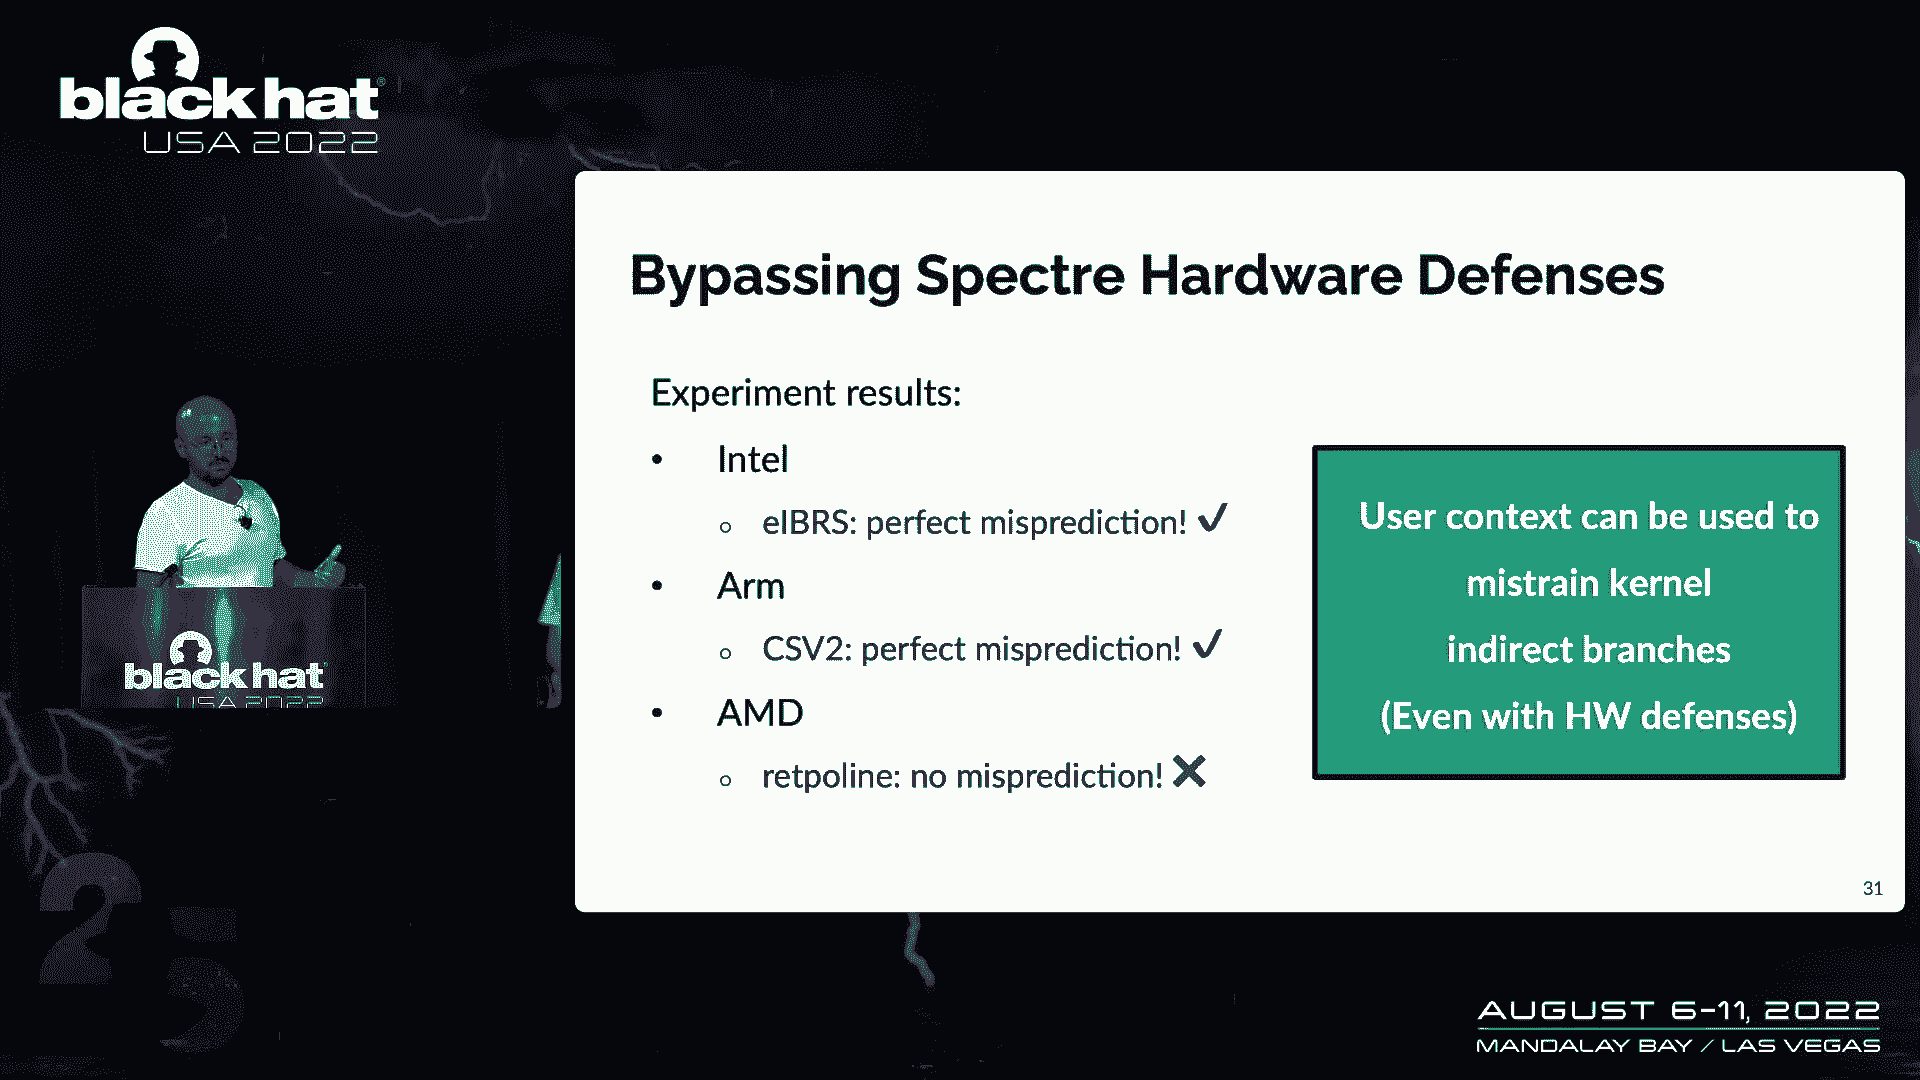 black hat
USA 2022
Bypassing Spectre Hardware Defenses
Experiment results:
• Intel
○ eIBRS: perfect misprediction! ✔
• Arm
○ CSV2: perfect misprediction! ✔
• AMD
○ retpoline: no misprediction! ✖
User context can be used to
mistrain kernel
indirect branches
(Even with HW defenses)
31
black hat
USA 2022
25
AUGUST 6-11, 2022
MANDALAY BAY / LAS VEGAS